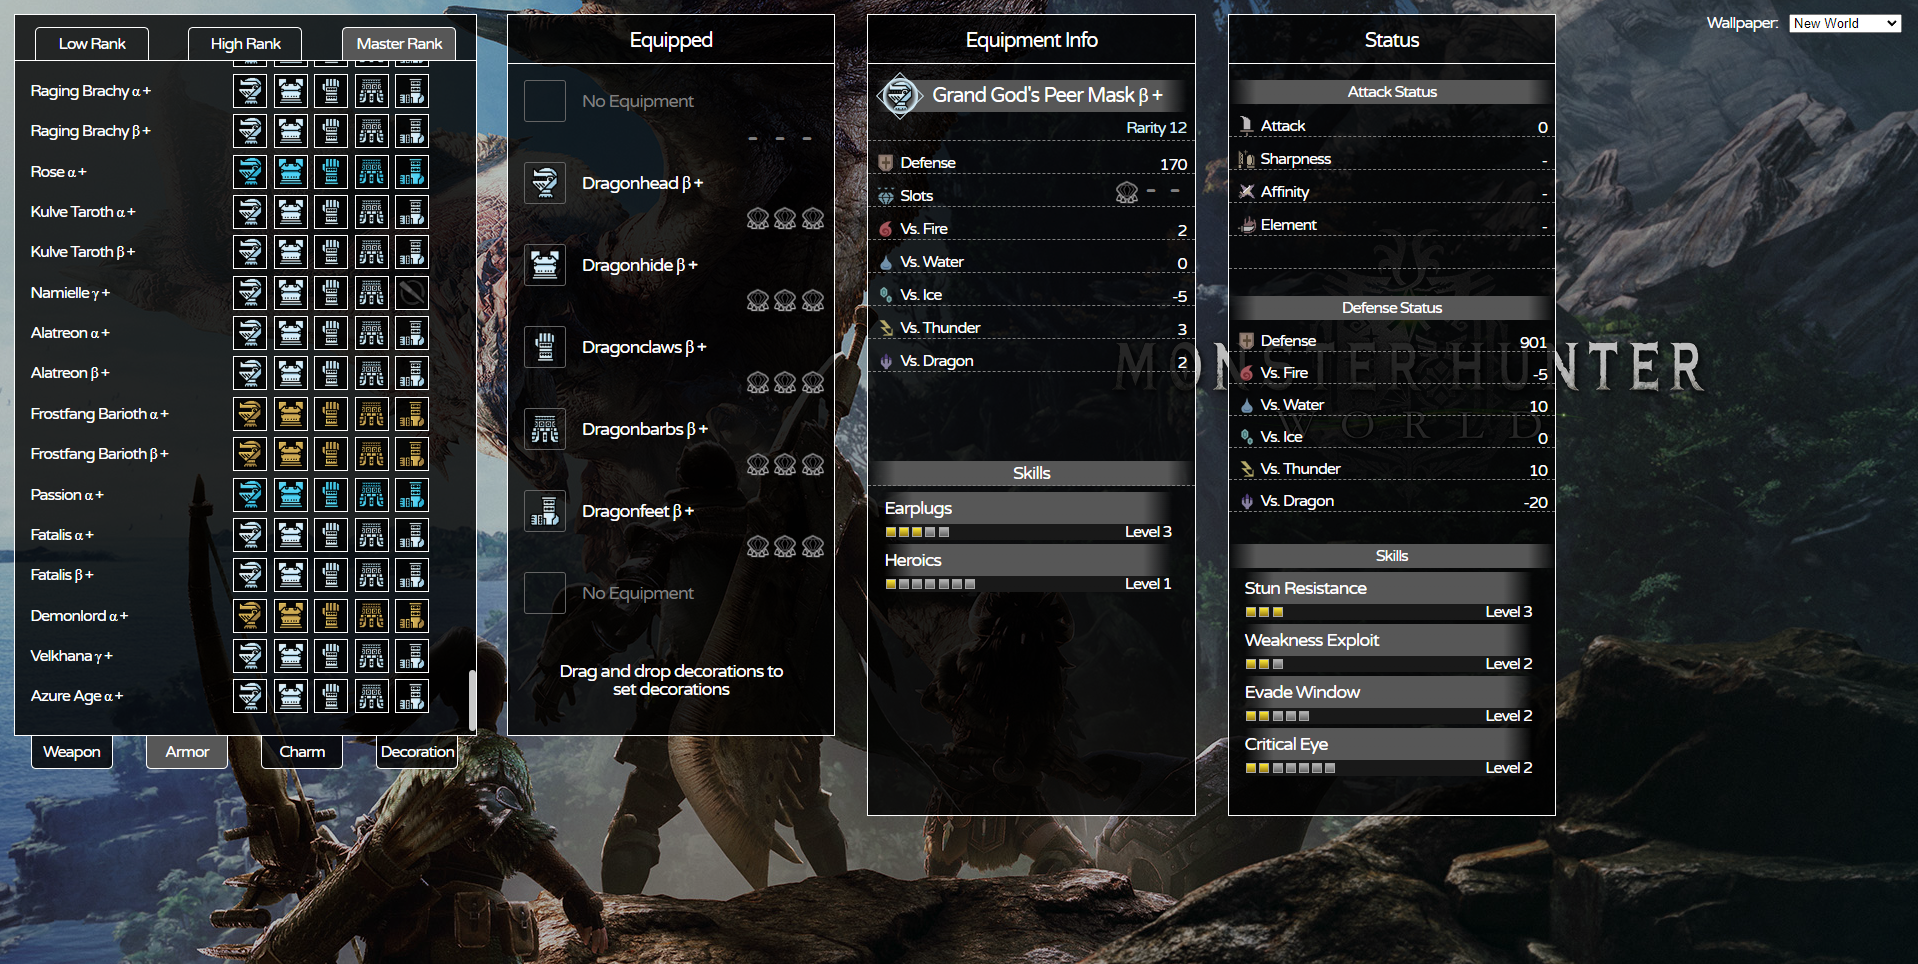 Low Rank
High Rank
Master Rank
Raging Brachy α +
Raging Brachy β +
Rose α +
Kulve Taroth α +
Kulve Taroth β +
Namielle γ +
Alatreon α +
Alatreon β +
Frostfang Barioth α +
Frostfang Barioth β +
Passion α +
Fatalis α +
Fatalis β +
Demonlord α +
Velkhana γ +
Azure Age α +
Weapon
Armor
Charm
Decoration
Equipped
No Equipment
- - -
Dragonhead β +
Dragonhide β +
Dragonclaws β +
Dragonbarbs β +
Dragonfeet β +
No Equipment
Drag and drop decorations to
set decorations
Equipment Info
Grand God's Peer Mask β +
Rarity 12
Defense 170
Slots - -
Vs. Fire 2
Vs. Water 0
Vs. Ice -5
Vs. Thunder 3
Vs. Dragon 2
Skills
Earplugs
Level 3
Heroics
Level 1
Status
Attack Status
Attack 0
Sharpness -
Affinity -
Element -
Defense Status
Defense 901
Vs. Fire -5
Vs. Water 10
Vs. Ice 0
Vs. Thunder 10
Vs. Dragon -20
Skills
Stun Resistance
Level 3
Weakness Exploit
Level 2
Evade Window
Level 2
Critical Eye
Level 2
Wallpaper: New World
MONSTER HUNTER
WORLD